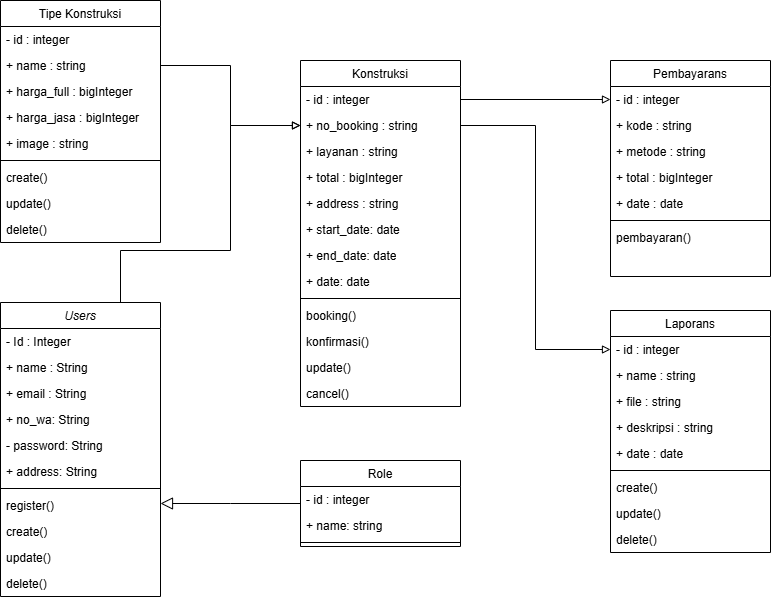 Tipe Konstruksi
- id : integer
+ name : string
+ harga_full : bigInteger
+ harga_jasa : bigInteger
+ image : string
create()
update()
delete()
Users
- Id : Integer
+ name : String
+ email : String
+ no_wa: String
- password: String
+ address: String
register()
create()
update()
delete()
Konstruksi
- id : integer
+ no_booking : string
+ layanan : string
+ total : bigInteger
+ address : string
+ start_date: date
+ end_date: date
+ date: date
booking()
konfirmasi()
update()
cancel()
Role
- id : integer
+ name: string
Pembayarans
- id : integer
+ kode : string
+ metode : string
+ total : bigInteger
+ date : date
pembayaran()
Laporans
- id : integer
+ name : string
+ file : string
+ deskripsi : string
+ date : date
create()
update()
delete()